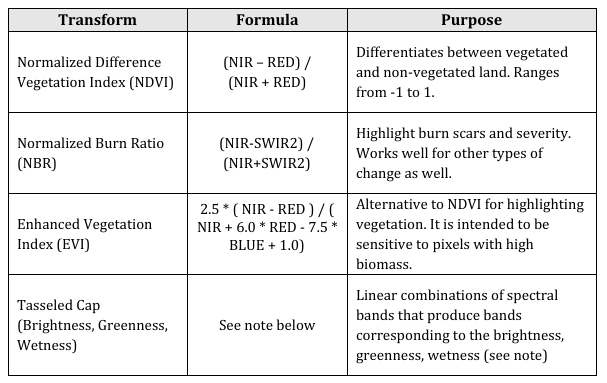 Transform
Formula
Purpose
Normalized Difference
Vegetation Index (NDVI)
(NIR – RED) /
(NIR + RED)
Differentiates between vegetated
and non-vegetated land. Ranges
from -1 to 1.
Normalized Burn Ratio
(NBR)
(NIR-SWIR2) /
(NIR+SWIR2)
Highlight burn scars and severity.
Works well for other types of
change as well.
Enhanced Vegetation
Index (EVI)
2.5 * ( NIR - RED ) / (
NIR + 6.0 * RED - 7.5 *
BLUE + 1.0)
Alternative to NDVI for highlighting
vegetation. It is intended to be
sensitive to pixels with high
biomass.
Tasseled Cap
(Brightness, Greenness,
Wetness)
See note below
Linear combinations of spectral
bands that produce bands
corresponding to the brightness,
greenness, wetness (see note)